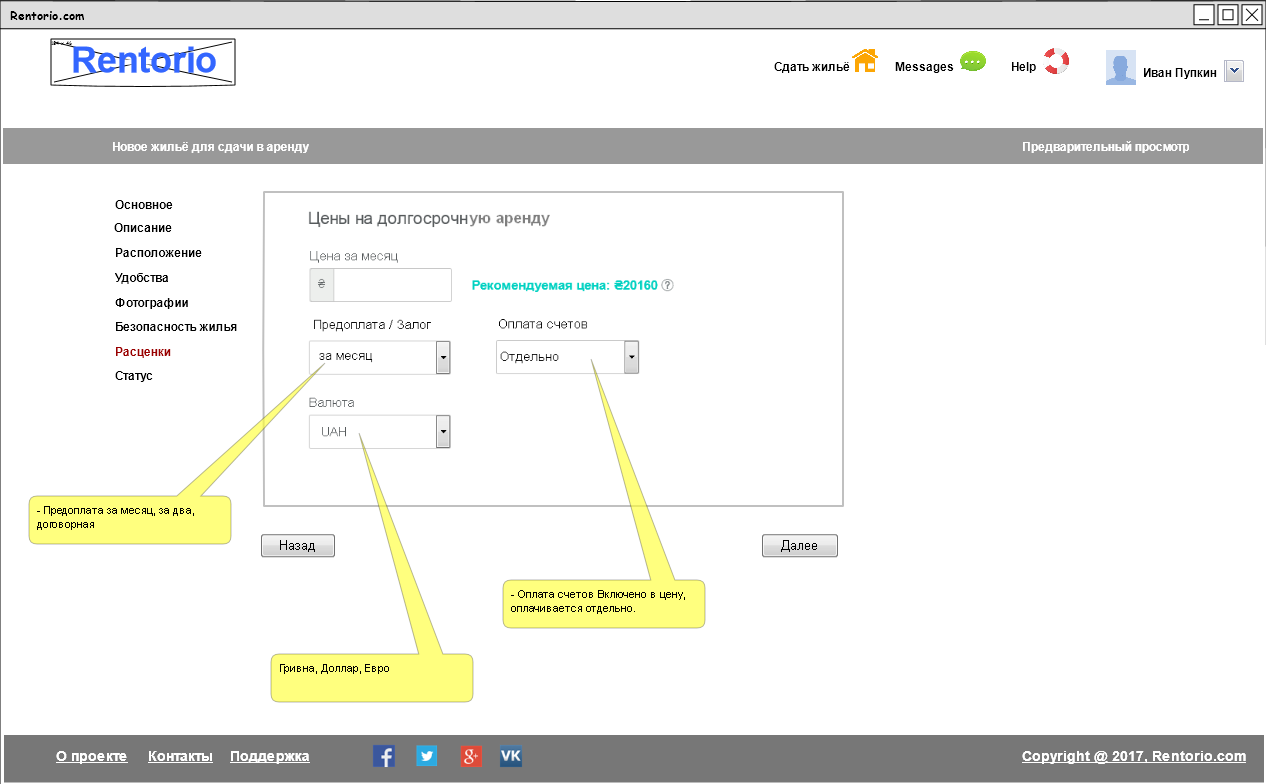 Rentorio.com
Rentorio
Сдать жильё
Messages
Help
Иван Пупкин
Новое жильё для сдачи в аренду
Предварительный просмотр
Основное
Описание
Расположение
Удобства
Фотографии
Безопасность жилья
Расценки
Статус
Цены на долгосрочную аренду
Цена за месяц
₴
Рекомендуемая цена: ₴20160 ?
Предоплата / Залог
Оплата счетов
за месяц
Отдельно
Валюта
UAH
- Предоплата за месяц, за два,
договорная
Назад
Далее
- Оплата счетов Включено в цену,
оплачивается отдельно.
Гривна, Доллар, Евро
О проекте
Контакты
Поддержка
f
g+
VK
Copyright @ 2017, Rentorio.com